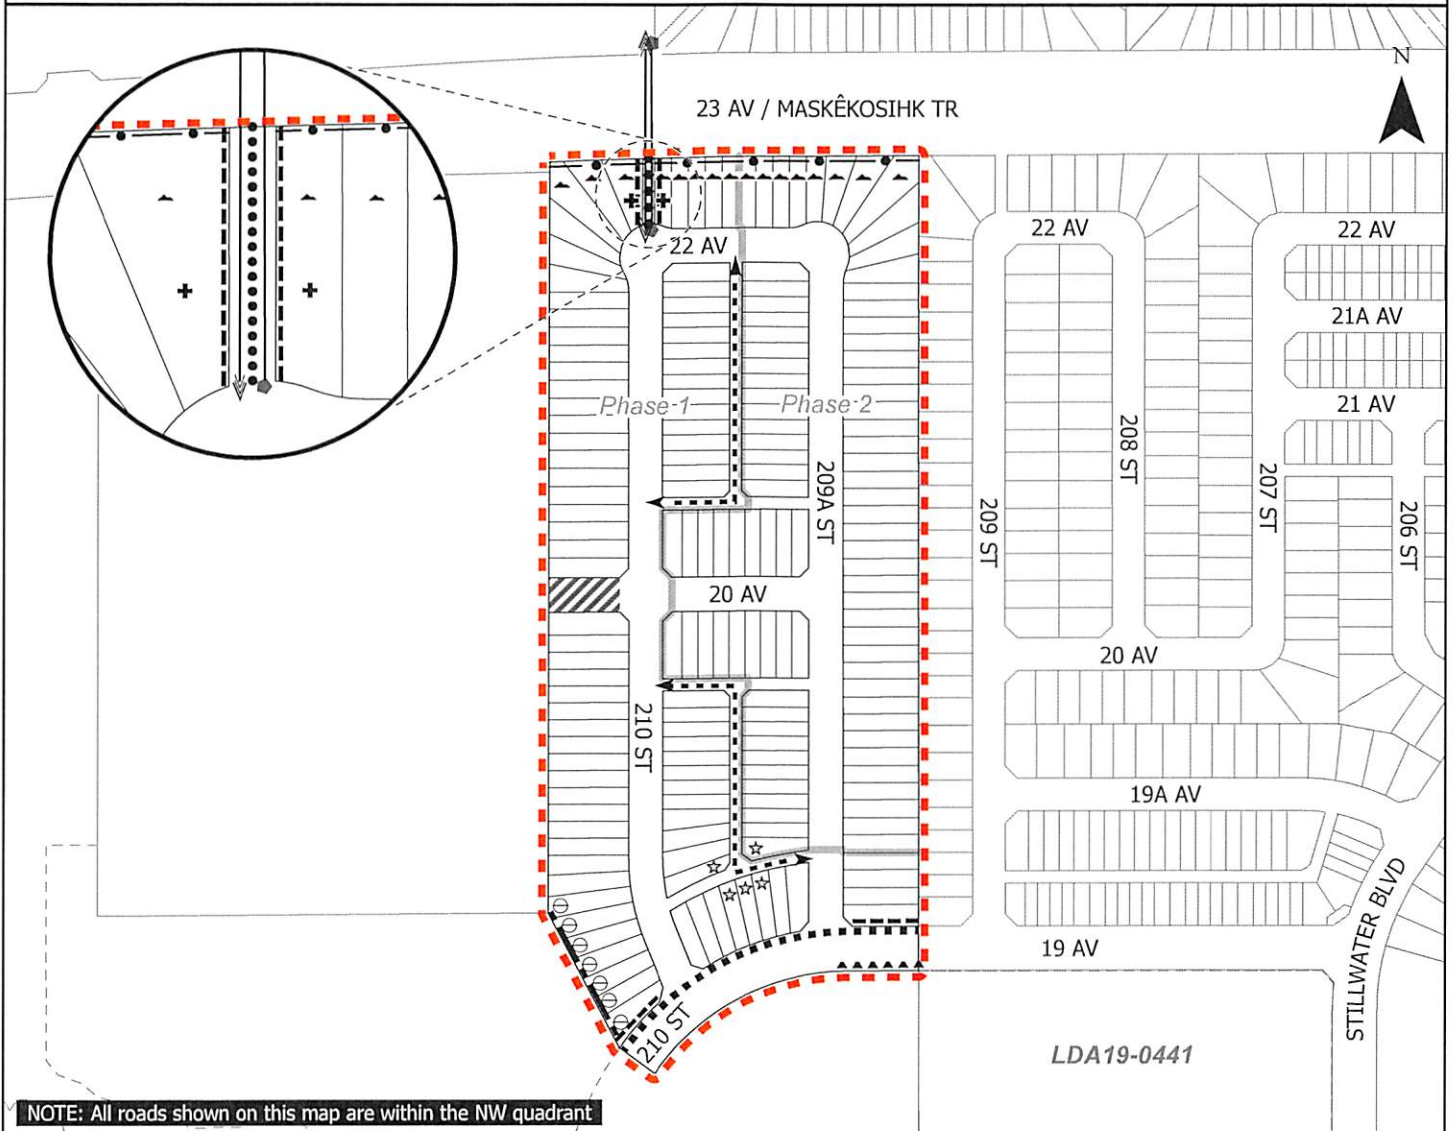 N
23 AV / MASKÊKOSIHK TR
22 AV
22 AV
22 AV
21A AV
Phase 1
Phase 2
21 AV
208 ST
209A ST
209 ST
207 ST
206 ST
20 AV
20 AV
210 ST
19A AV
STILLWATER BLVD
19 AV
210 ST
LDA19-0441
NOTE: All roads shown on this map are within the NW quadrant